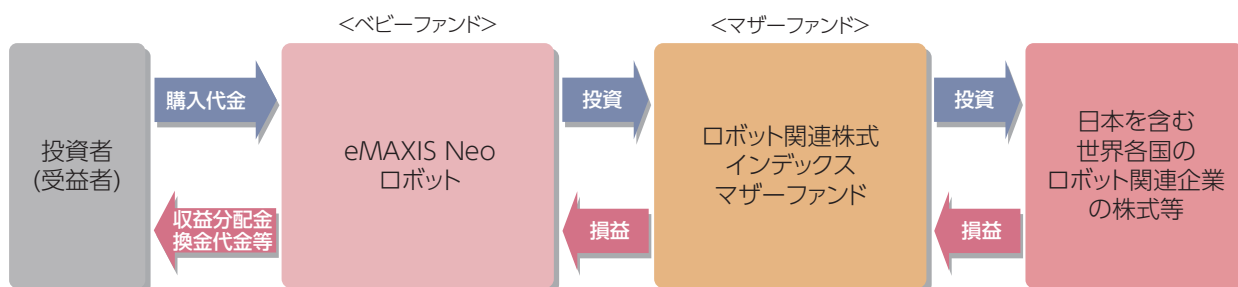 <ベビーファンド>
<マザーファンド>
投資者
(受益者)
購入代金
収益分配金
換金代金等
eMAXIS Neo
ロボット
投資
損益
ロボット関連株式
インデックス
マザーファンド
投資
損益
日本を含む
世界各国の
ロボット関連企業
の株式等